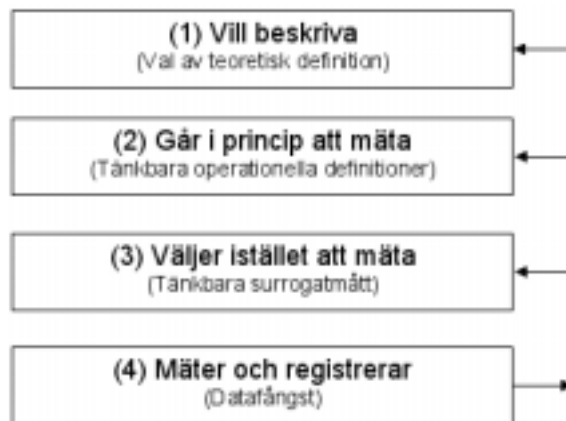 (1) Vill beskriva
(Val av teoretisk definition)
(2) Går i princip att mäta
(Tänkbara operationella definitioner)
(3) Väljer istället att mäta
(Tänkbara surrogatmått)
(4) Mäter och registrerar
(Datafångst)